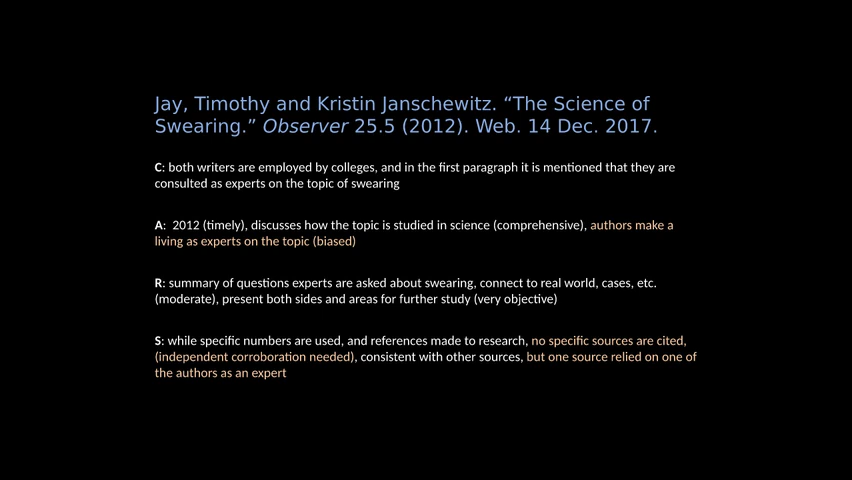 Jay, Timothy and Kristin Janschewitz. “The Science of
Swearing.” Observer 25.5 (2012). Web. 14 Dec. 2017.
C: both writers are employed by colleges, and in the first paragraph it is mentioned that they are
consulted as experts on the topic of swearing
A:  2012 (timely), discusses how the topic is studied in science (comprehensive), authors make a
living as experts on the topic (biased)
R: summary of questions experts are asked about swearing, connect to real world, cases, etc.
(moderate), present both sides and areas for further study (very objective)
S: while specific numbers are used, and references made to research, no specific sources are cited,
(independent corroboration needed), consistent with other sources, but one source relied on one of
the authors as an expert